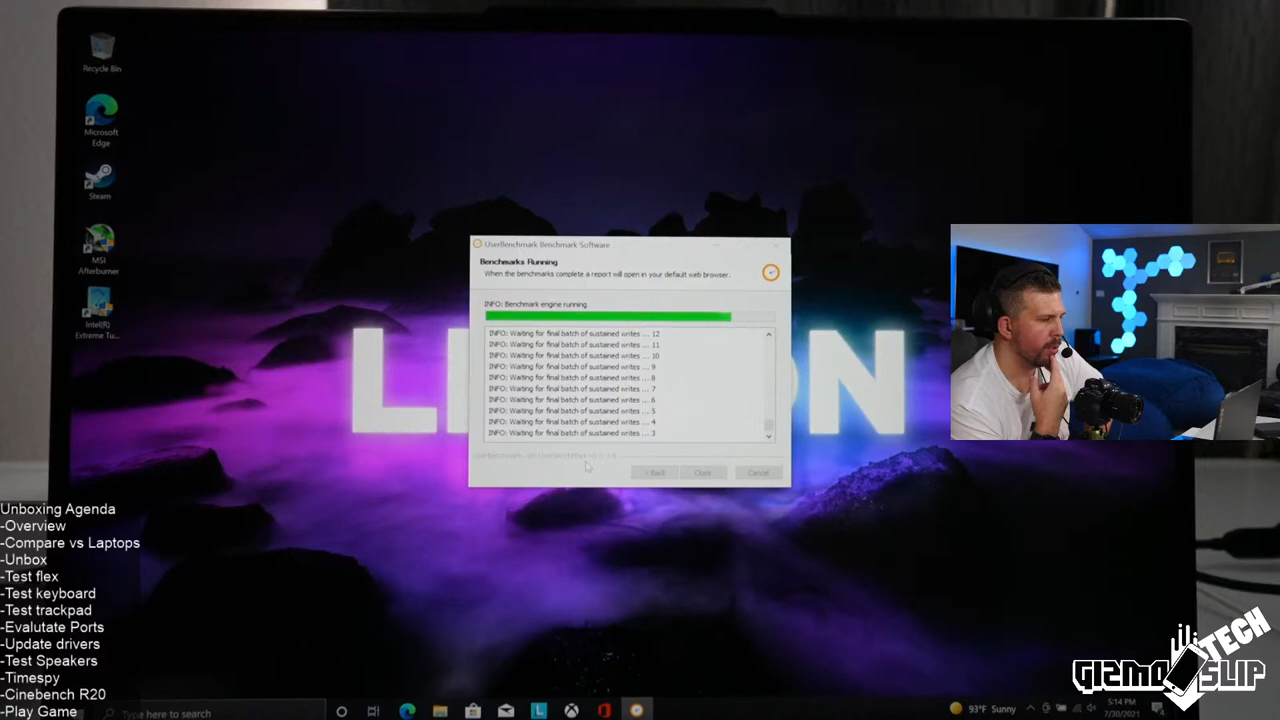 Recycle Bin
Microsoft
Edge
Steam
MSI
Afterburner
Intel(R)
Extreme Tu...
UserBenchmark Benchmark Software
Benchmarks Running
When the benchmarks complete a report will open in your default web browser.
INFO: Benchmark engine running
INFO: Waiting for final batch of sustained writes ... 12
INFO: Waiting for final batch of sustained writes ... 11
INFO: Waiting for final batch of sustained writes ... 10
INFO: Waiting for final batch of sustained writes ... 9
INFO: Waiting for final batch of sustained writes ... 8
INFO: Waiting for final batch of sustained writes ... 7
INFO: Waiting for final batch of sustained writes ... 6
INFO: Waiting for final batch of sustained writes ... 5
INFO: Waiting for final batch of sustained writes ... 4
INFO: Waiting for final batch of sustained writes ... 3
< Back
Close
Cancel
Unboxing Agenda
-Overview
-Compare vs Laptops
-Unbox
-Test flex
-Test keyboard
-Test trackpad
-Evalutate Ports
-Update drivers
-Test Speakers
-Timespy
-Cinebench R20
-Play Game
Type here to search
93°F Sunny
5:14 PM
7/30/2021
GIZMO SLIP
TECH